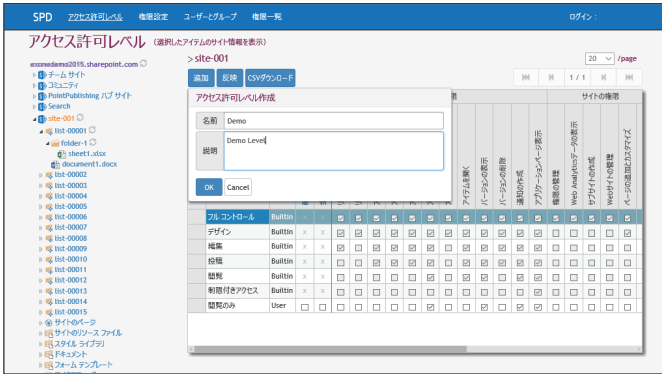 SPD アクセス許可レベル 権限設定 ユーザーとグループ 権限一覧 ログイン :
アクセス許可レベル (選択したアイテムのサイト情報を表示)
2015.sharepoint.com
チーム サイト
コミュニティ
PointPublishing ハブ サイト
Search
site-001
list-00001
folder-1
sheet1.xlsx
document1.docx
list-00002
list-00003
list-00004
list-00005
list-00006
list-00007
list-00008
list-00009
list-00010
list-00011
list-00012
list-00013
list-00014
list-00015
サイトのページ
サイトのリソース ファイル
スタイル ライブラリ
ドキュメント
フォーム テンプレート
>site-001
20 /page
追加 反映 CSVダウンロード
1 / 1
アクセス許可レベル作成
名前 Demo
説明 Demo Level
OK Cancel
サイトの権限
アイテムを開く
バージョンの表示
バージョンの削除
通知の作成
アプリケーションページの表示
権限の管理
Web Analyticsデータの表示
サブサイトの作成
Webサイトの管理
ページの追加とカスタマイズ
フル コントロール Builtin x x
デザイン Builtin x x
編集 Builtin x x
投稿 Builtin x x
閲覧 Builtin x x
制限付きアクセス Builtin x x
閲覧のみ User